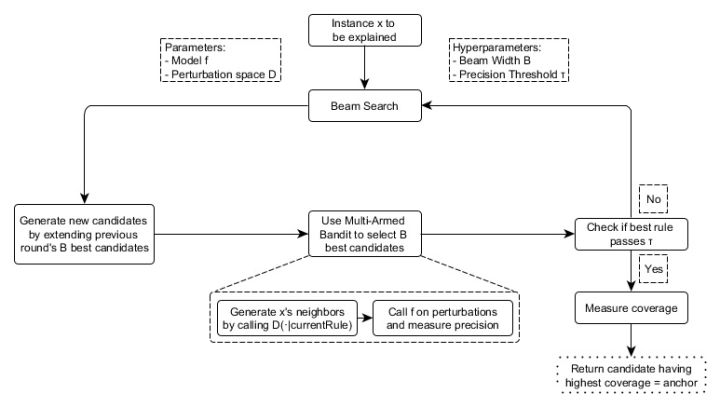 Instance x to
be explained
Parameters:
- Model f
- Perturbation space D
Hyperparameters:
- Beam Width B
- Precision Threshold τ
Beam Search
No
Generate new candidates
by extending previous
round's B best candidates
Use Multi-Armed
Bandit to select B
best candidates
Check if best rule
passes τ
Yes
Generate x's neighbors
by calling D(·|currentRule)
Call f on perturbations
and measure precision
Measure coverage
Return candidate having
highest coverage = anchor